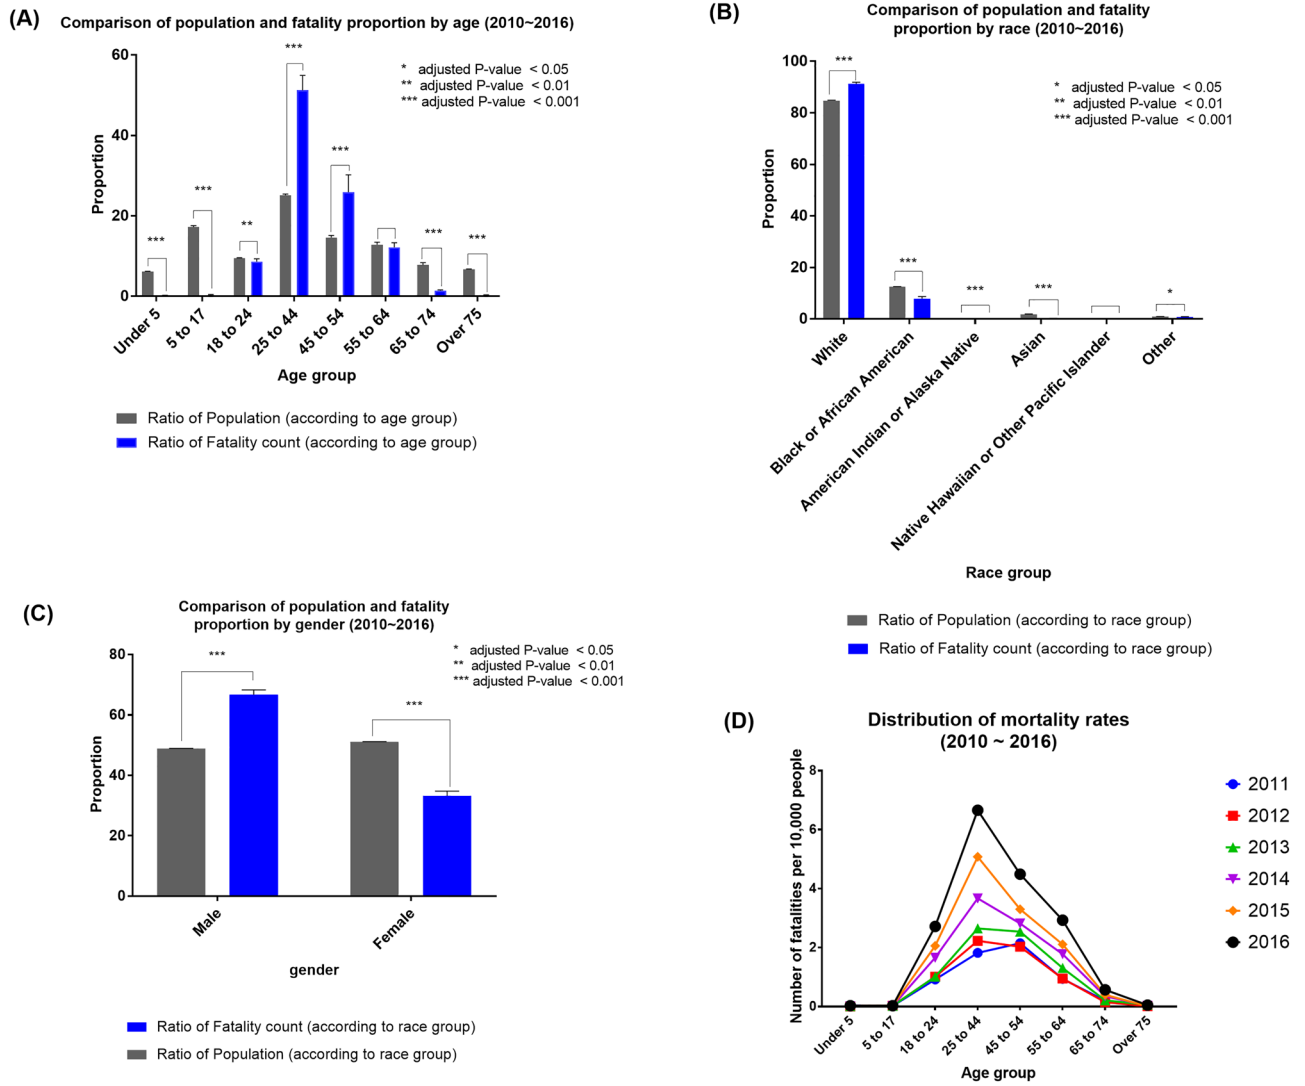 (A)
Comparison of population and fatality proportion by age (2010~2016)
* adjusted P-value < 0.05
** adjusted P-value < 0.01
*** adjusted P-value < 0.001
Proportion
60
40
20
0
***
***
**
***
***
***
***
Under 5
5 to 17
18 to 24
25 to 44
45 to 54
55 to 64
65 to 74
Over 75
Age group
Ratio of Population (according to age group)
Ratio of Fatality count (according to age group)
(B)
Comparison of population and fatality
proportion by race (2010~2016)
* adjusted P-value < 0.05
** adjusted P-value < 0.01
*** adjusted P-value < 0.001
Proportion
100
80
60
40
20
0
***
***
***
***
*
White
Black or African American
American Indian or Alaska Native
Asian
Native Hawaiian or Other Pacific Islander
Other
Race group
Ratio of Population (according to race group)
Ratio of Fatality count (according to race group)
(C)
Comparison of population and fatality
proportion by gender (2010~2016)
* adjusted P-value < 0.05
** adjusted P-value < 0.01
*** adjusted P-value < 0.001
Proportion
80
60
40
20
0
***
***
Male
Female
gender
Ratio of Fatality count (according to race group)
Ratio of Population (according to race group)
(D)
Distribution of mortality rates
(2010 ~ 2016)
Number of fatalities per 10,000 people
8
6
4
2
0
Under 5
5 to 17
18 to 24
25 to 44
45 to 54
55 to 64
65 to 74
Over 75
Age group
2011
2012
2013
2014
2015
2016